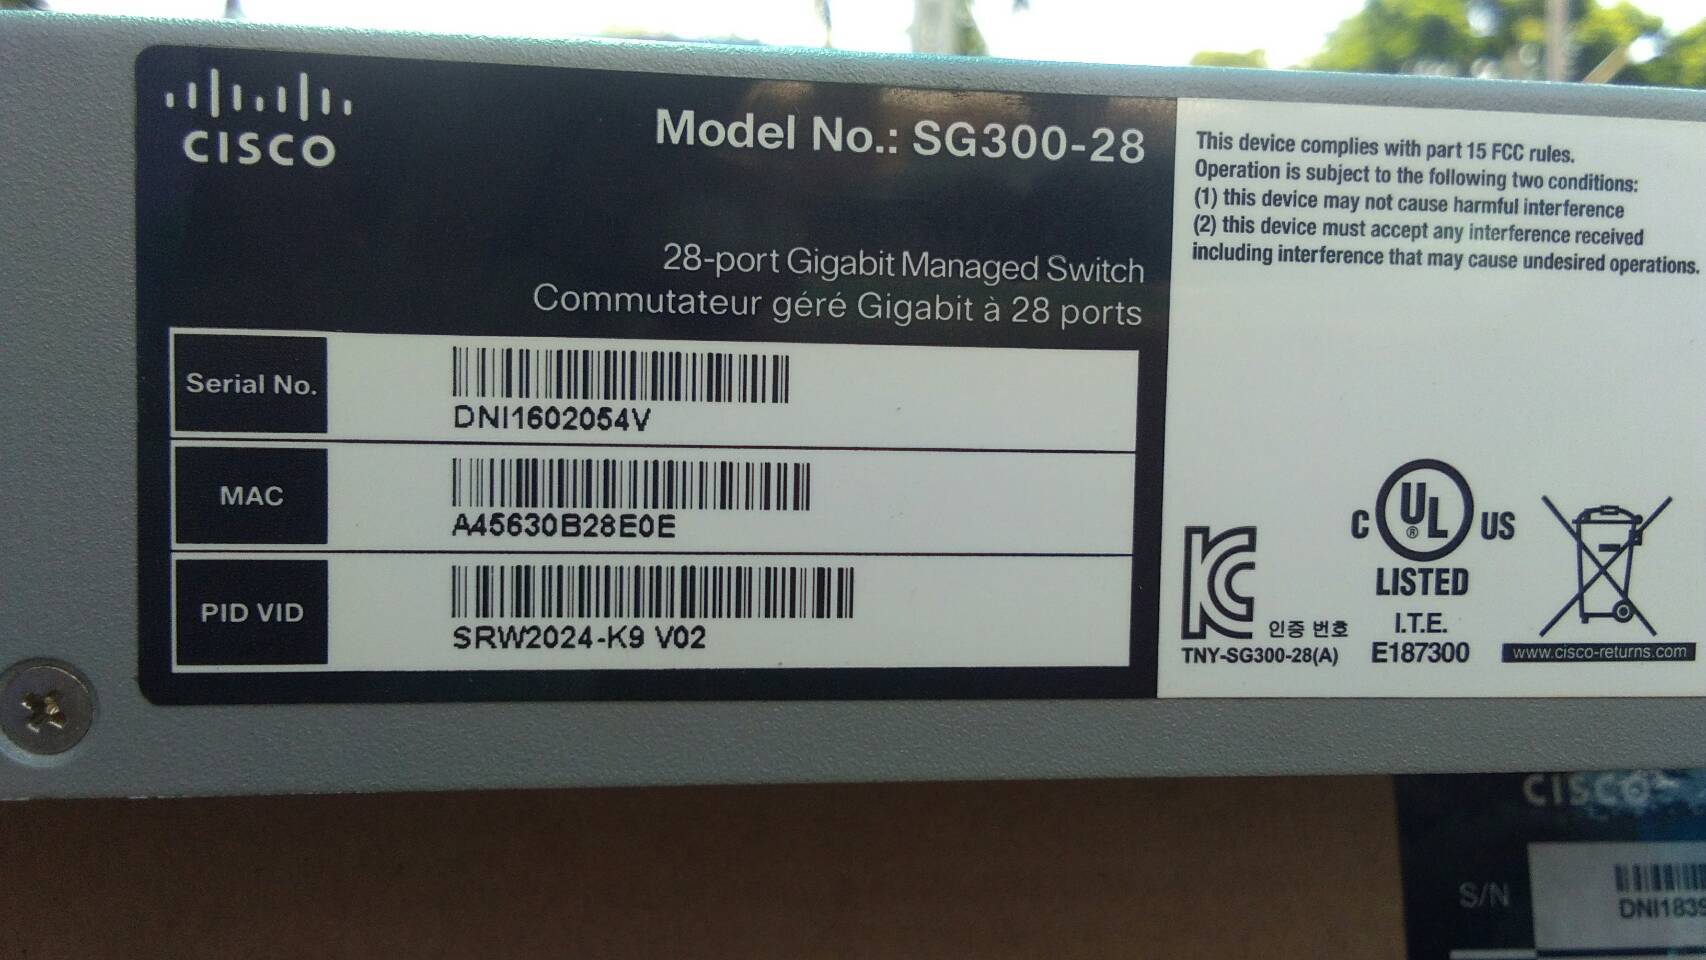 CISCO
Model No.: SG300-28
28-port Gigabit Managed Switch
Commutateur géré Gigabit à 28 ports
Serial No.
DNI1602054V
MAC
A45630B28E0E
PID VID
SRW2024-K9 V02
This device complies with part 15 FCC rules.
Operation is subject to the following two conditions:
(1) this device may not cause harmful interference
(2) this device must accept any interference received
including interference that may cause undesired operations.
인증 번호
TNY-SG300-28(A)
C UL ® US
LISTED
I.T.E.
E187300
www.cisco-returns.com
CISCO
S/N
DNI1839